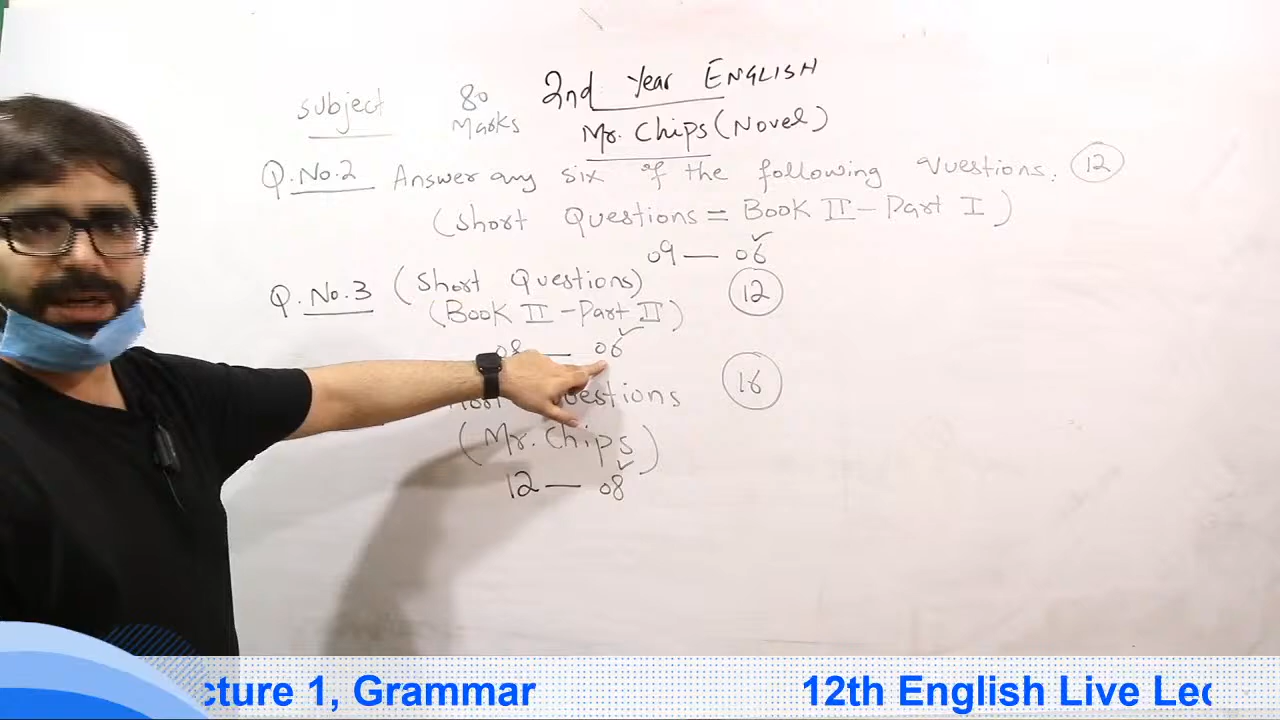 2nd Year ENGLISH
subject 80 Marks
Mr. Chips (Novel)
Q.No.2 Answer any six of the following Questions. 12
(Short Questions = Book II - Part I)
09 — 06 ✓
Q.No.3 (Short Questions) 12
(Book II - Part II)
08 — 06 ✓
Questions 16
(Mr. Chips)
12 — 08 ✓
cture 1, Grammar 12th English Live Lec